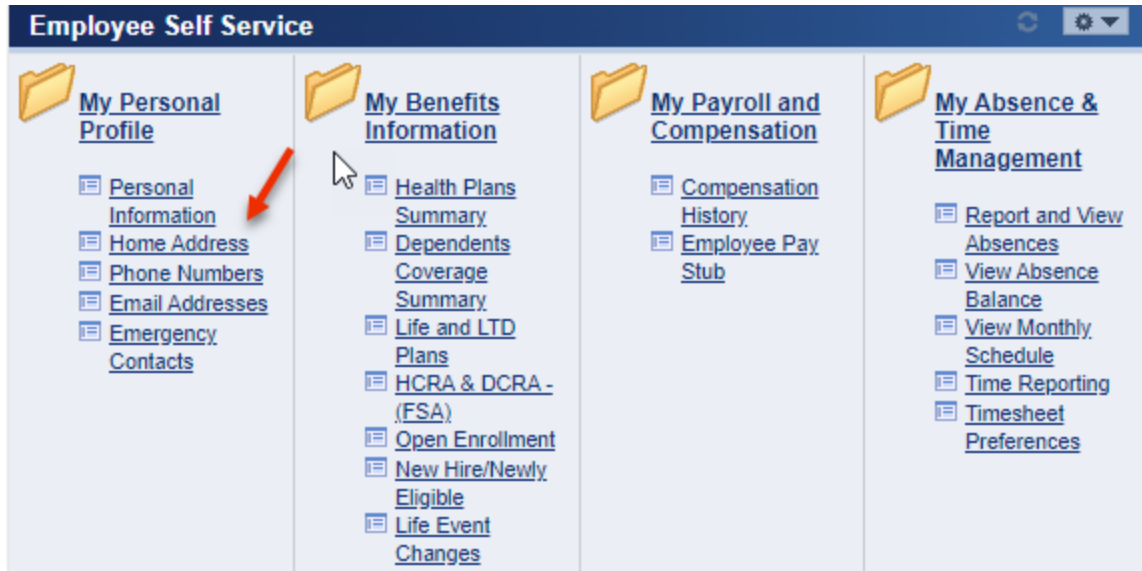 Employee Self Service
My Personal
Profile
Personal
Information
Home Address
Phone Numbers
Email Addresses
Emergency
Contacts
My Benefits
Information
Health Plans
Summary
Dependents
Coverage
Summary
Life and LTD
Plans
HCRA & DCRA -
(FSA)
Open Enrollment
New Hire/Newly
Eligible
Life Event
Changes
My Payroll and
Compensation
Compensation
History
Employee Pay
Stub
My Absence &
Time
Management
Report and View
Absences
View Absence
Balance
View Monthly
Schedule
Time Reporting
Timesheet
Preferences